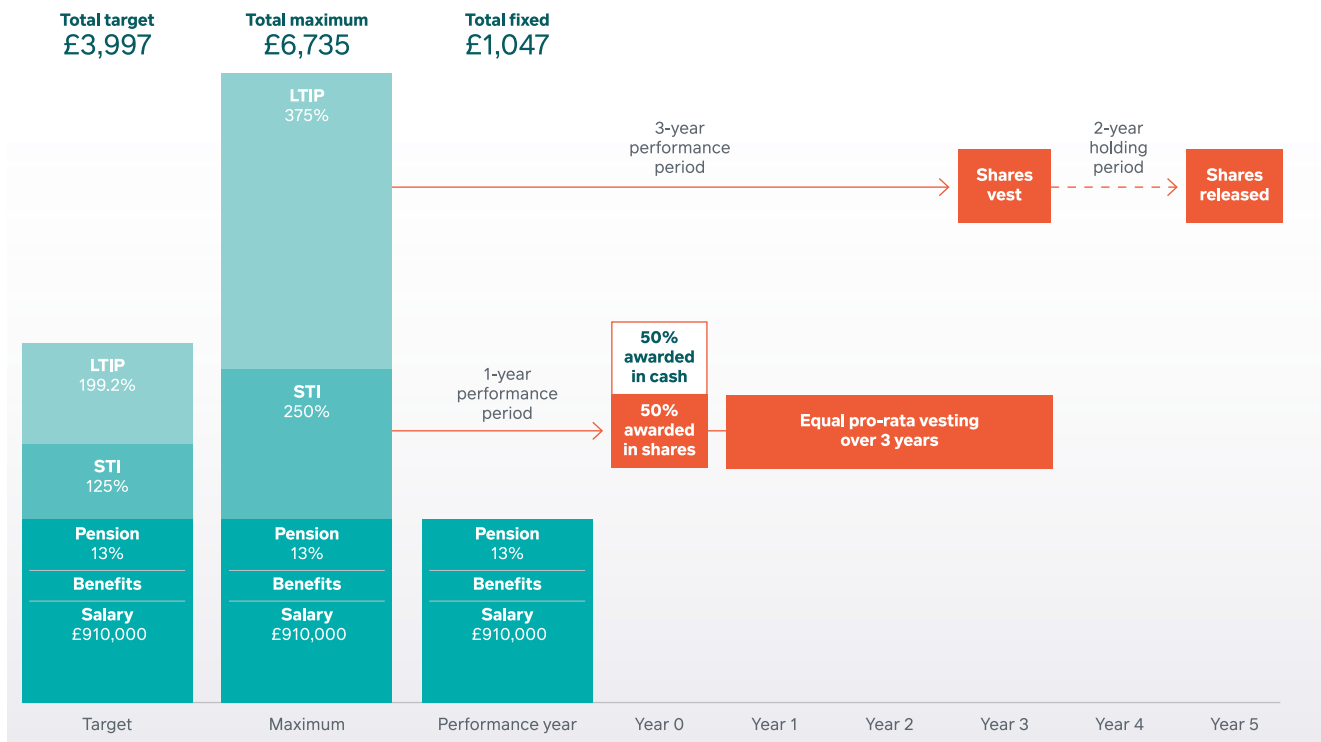 Total target
£3,997
Total maximum
£6,735
Total fixed
£1,047
LTIP
375%
3-year
performance
period
Shares
vest
2-year
holding
period
Shares
released
LTIP
199.2%
STI
125%
STI
250%
1-year
performance
period
50%
awarded
in cash
50%
awarded
in shares
Equal pro-rata vesting
over 3 years
Pension
13%
Benefits
Salary
£910,000
Pension
13%
Benefits
Salary
£910,000
Pension
13%
Benefits
Salary
£910,000
Target
Maximum
Performance year
Year 0
Year 1
Year 2
Year 3
Year 4
Year 5